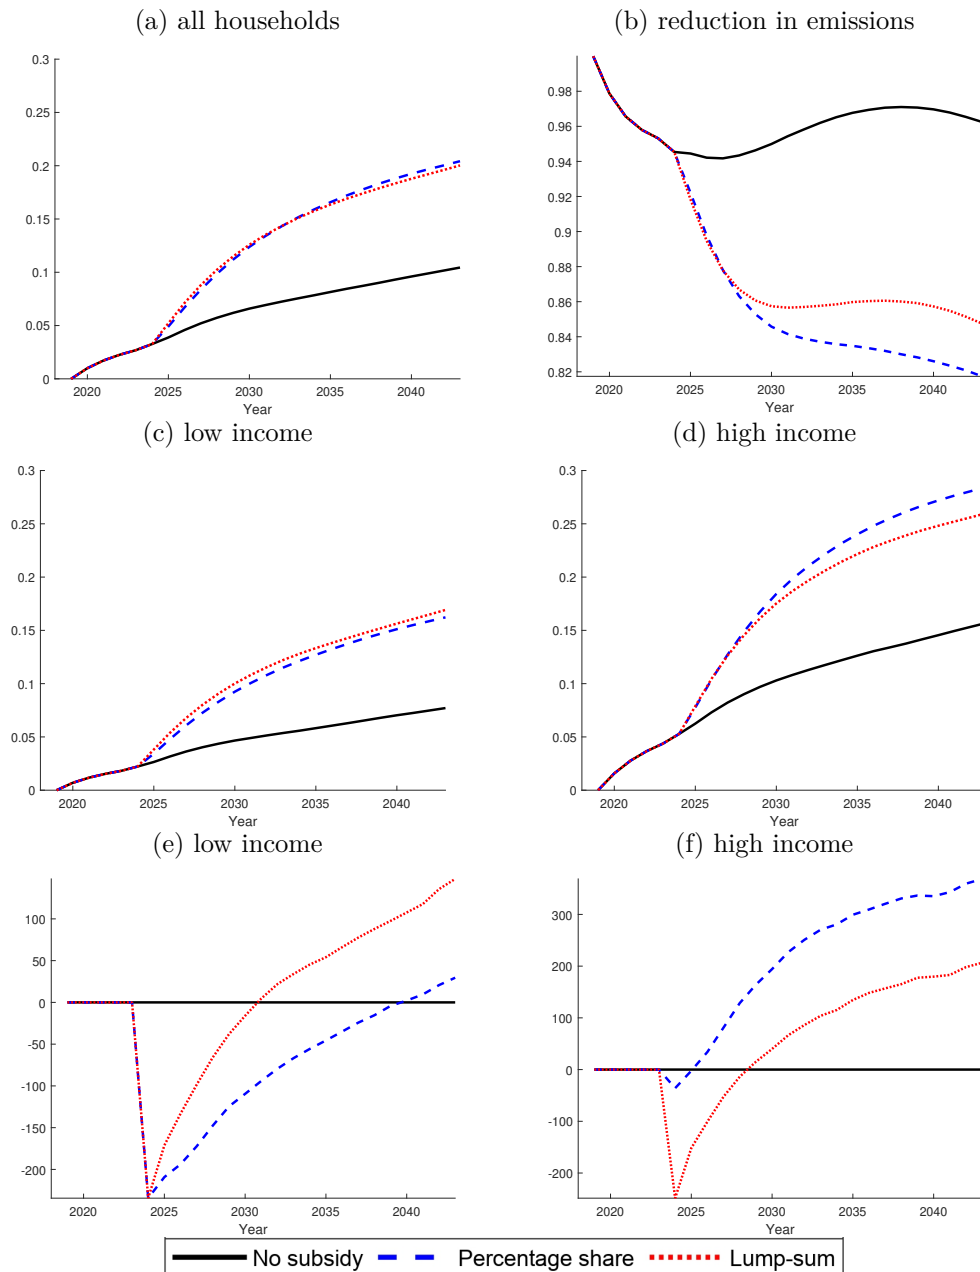 (a) all households
0.3
0.25
0.2
0.15
0.1
0.05
0
2020 2025 2030 2035 2040
Year
(b) reduction in emissions
0.98
0.96
0.94
0.92
0.9
0.88
0.86
0.84
0.82
2020 2025 2030 2035 2040
Year
(c) low income
0.3
0.25
0.2
0.15
0.1
0.05
0
2020 2025 2030 2035 2040
Year
(d) high income
0.3
0.25
0.2
0.15
0.1
0.05
0
2020 2025 2030 2035 2040
Year
(e) low income
100
50
0
-50
-100
-150
-200
2020 2025 2030 2035 2040
Year
(f) high income
300
200
100
0
-100
-200
2020 2025 2030 2035 2040
Year
No subsidy Percentage share Lump-sum